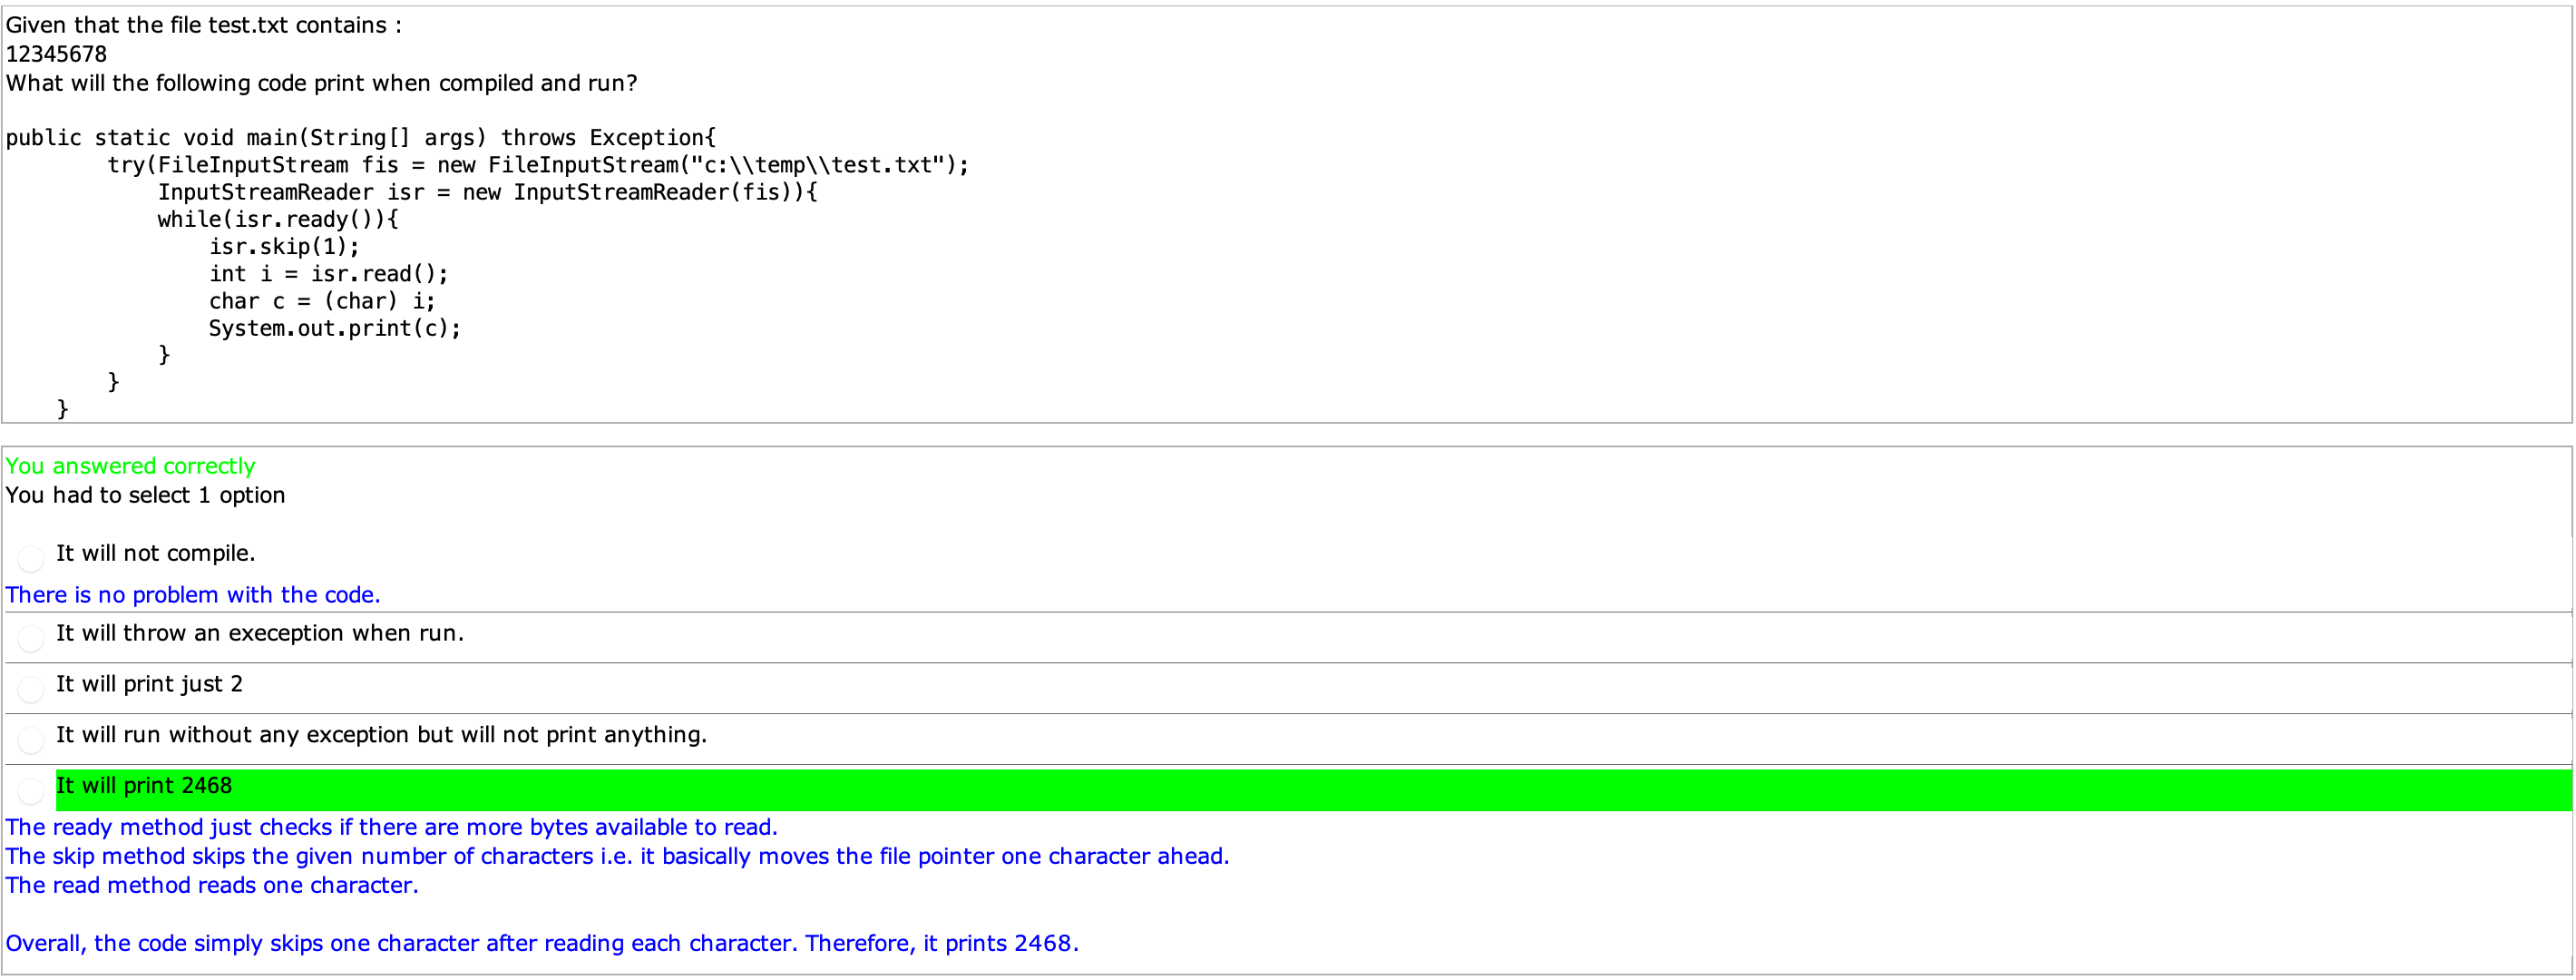 Given that the file test.txt contains :
12345678
What will the following code print when compiled and run?
public static void main(String[] args) throws Exception{
        try(FileInputStream fis = new FileInputStream("c:\\temp\\test.txt");
            InputStreamReader isr = new InputStreamReader(fis)){
            while(isr.ready()){
                isr.skip(1);
                int i = isr.read();
                char c = (char) i;
                System.out.print(c);
            }
        }
    }
You answered correctly
You had to select 1 option
It will not compile.
There is no problem with the code.
It will throw an exeception when run.
It will print just 2
It will run without any exception but will not print anything.
It will print 2468
The ready method just checks if there are more bytes available to read.
The skip method skips the given number of characters i.e. it basically moves the file pointer one character ahead.
The read method reads one character.
Overall, the code simply skips one character after reading each character. Therefore, it prints 2468.